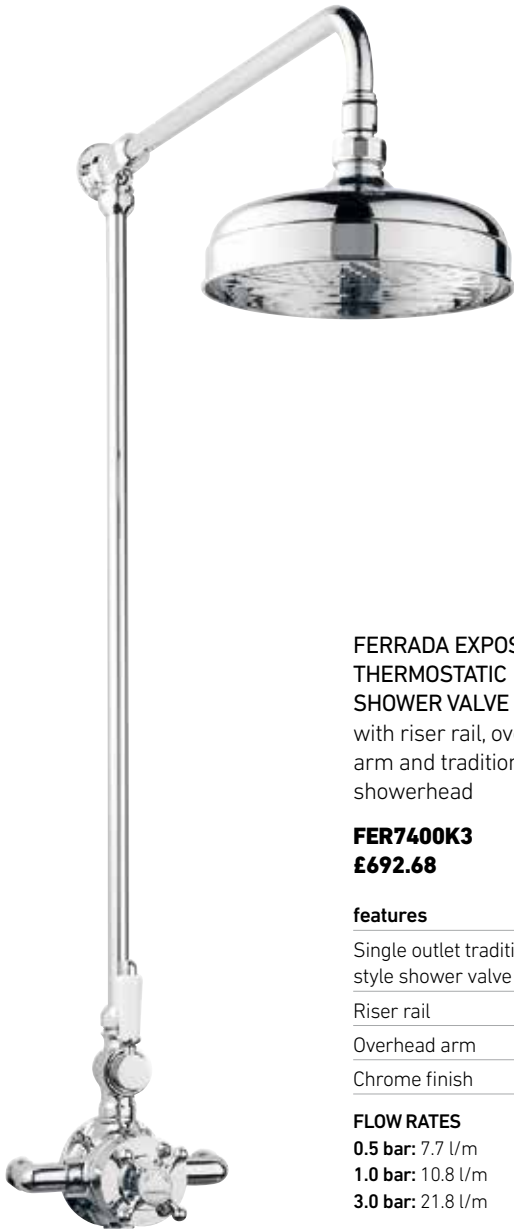 FERRADA EXPOS
THERMOSTATIC
SHOWER VALVE
with riser rail, ov
arm and tradition
showerhead
FER7400K3
£692.68
features
Single outlet traditi
style shower valve
Riser rail
Overhead arm
Chrome finish
FLOW RATES
0.5 bar: 7.7 l/m
1.0 bar: 10.8 l/m
3.0 bar: 21.8 l/m